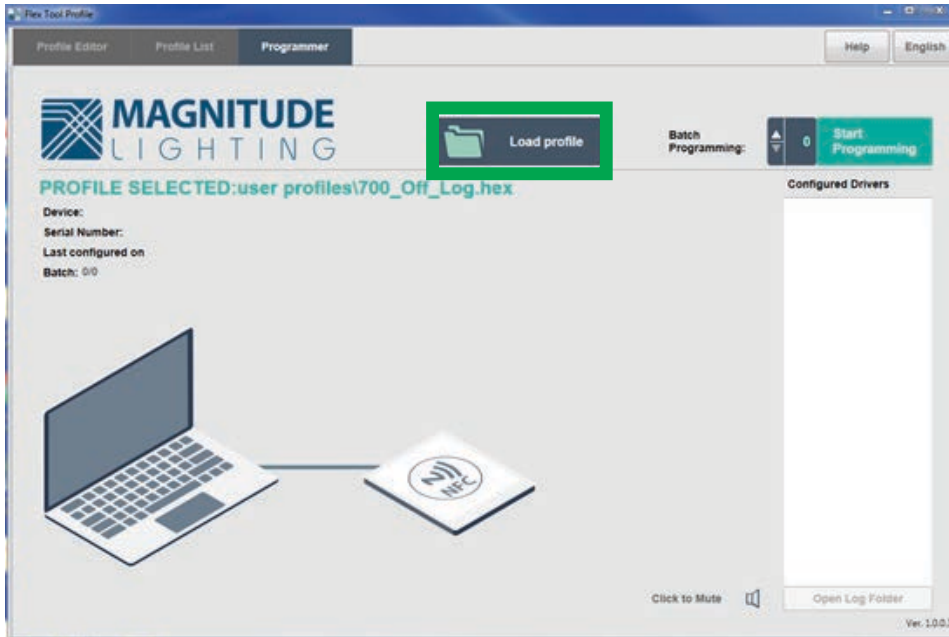 Flex Tool Profile
Profile Editor
Profile List
Programmer
Help
English
MAGNITUDE
LIGHTING
Load profile
Batch
Programming:
0
Start
Programming
PROFILE SELECTED:user profiles\700_Off_Log.hex
Configured Drivers
Device:
Serial Number:
Last configured on
Batch: 0/0
NFC
Click to Mute
Open Log Folder
Ver. 1.0.0.